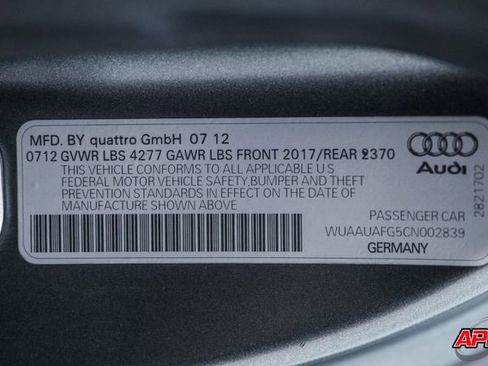 MFD. BY quattro GmbH 07 12
0712 GVWR LBS 4277 GAWR LBS FRONT 2017/REAR 2370
THIS VEHICLE CONFORMS TO ALL APPLICABLE U S
FEDERAL MOTOR VEHICLE SAFETY,BUMPER AND THEFT
PREVENTION STANDARDS IN EFFECT ON THE DATE OF
MANUFACTURE SHOWN ABOVE
Audi
2821702
PASSENGER CAR
WUAAUAFG5CN002839
GERMANY